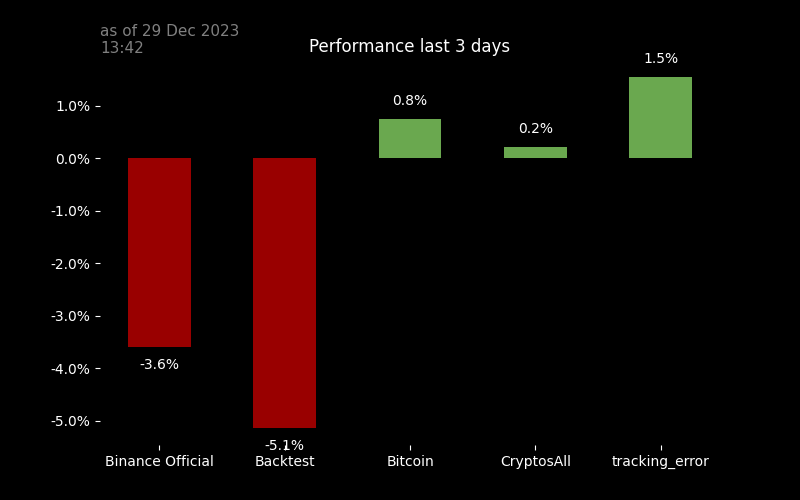 as of 29 Dec 2023
13:42
Performance last 3 days
1.5%
1.0%
0.8%
0.2%
0.0%
-1.0%
-2.0%
-3.0%
-3.6%
-4.0%
-5.0%
-5.1%
Binance Official
Backtest
Bitcoin
CryptosAll
tracking_error